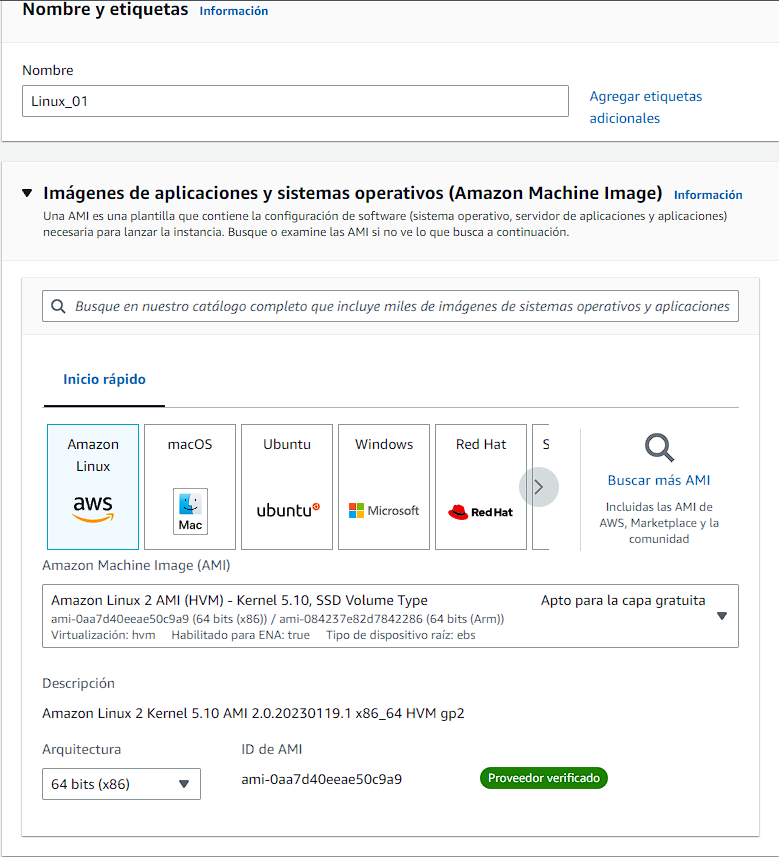 Nombre y etiquetas Información
Nombre
Linux_01
Agregar etiquetas
adicionales
Imágenes de aplicaciones y sistemas operativos (Amazon Machine Image) Información
Una AMI es una plantilla que contiene la configuración de software (sistema operativo, servidor de aplicaciones y aplicaciones)
necesaria para lanzar la instancia. Busque o examine las AMI si no ve lo que busca a continuación.
Busque en nuestro catálogo completo que incluye miles de imágenes de sistemas operativos y aplicaciones
Inicio rápido
Amazon
Linux
aws
macOS
Mac
Ubuntu
ubuntu
Windows
Microsoft
Red Hat
Red Hat
S
Buscar más AMI
Incluidas las AMI de
AWS, Marketplace y la
comunidad
Amazon Machine Image (AMI)
Amazon Linux 2 AMI (HVM) - Kernel 5.10, SSD Volume Type Apto para la capa gratuita
ami-0aa7d40eeae50c9a9 (64 bits (x86)) / ami-084237e82d7842286 (64 bits (Arm))
Virtualización: hvm Habilitado para ENA: true Tipo de dispositivo raíz: ebs
Descripción
Amazon Linux 2 Kernel 5.10 AMI 2.0.20230119.1 x86_64 HVM gp2
Arquitectura ID de AMI
64 bits (x86) ami-0aa7d40eeae50c9a9 Proveedor verificado